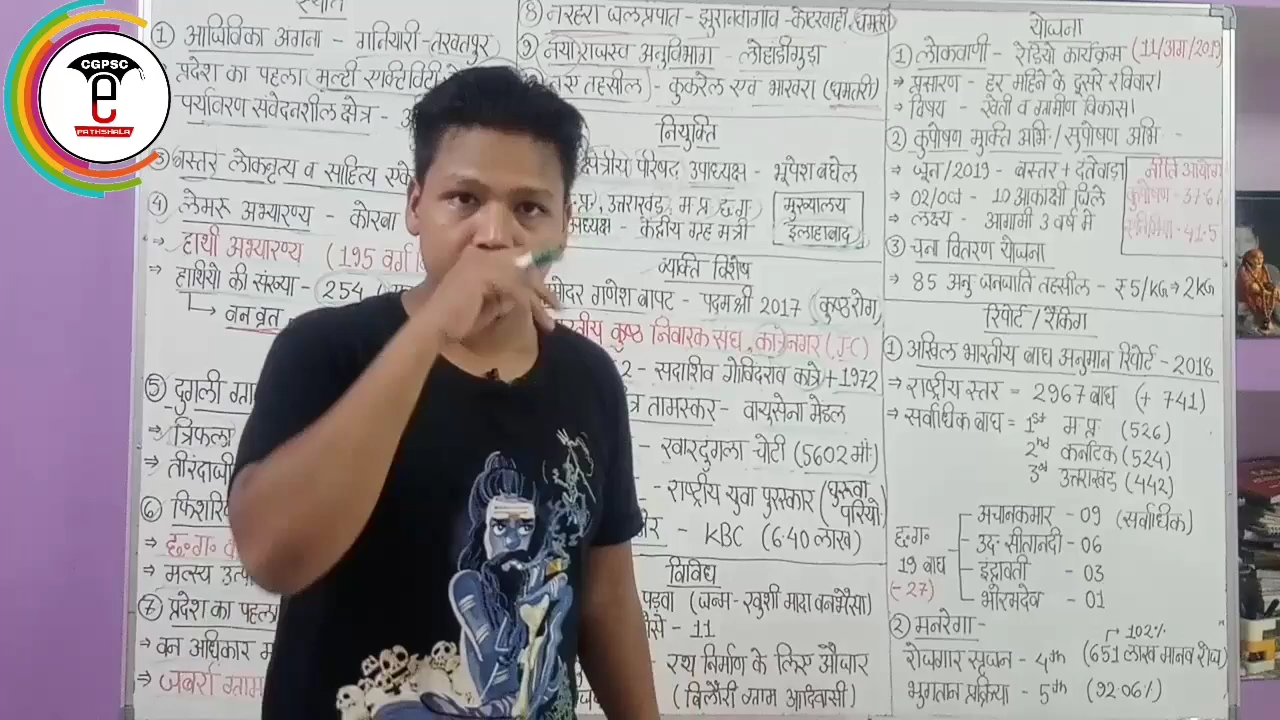 CGPSC
e
PATHSHALA
स्थान
① आजिविका अंगना - गनियारी-तखतपुर
प्रदेश का पहला मल्टी एक्टिविटी
पर्यावरण संवेदनशील क्षेत्र -
③ बस्तर लोकनृत्य व साहित्य
④ लेमरू अभ्यारण्य - कोरबा
→ हाथी अभ्यारण्य (195 वर्ग
→ हाथियों की संख्या - 254
↳ वन व्रत
⑤ दुगली ग्राम
→ त्रिफला
→ तीरंदाजी
⑥
→ छ०ग०
→ मत्स्य
⑦ प्रदेश का पहला
→ वन अधिकार
→ जबर्रा ग्राम
⑧ नरहरा जलप्रपात - झुरानवागांव - कोटरवाही, धमतरी
⑨ नया राजस्व अनुविभाग - लोहांडीगुड़ा
तहसील - कुकरेल एवं भाखरा (धमतरी)
नियुक्ति
क्षेत्रीय परिषद उपाध्यक्ष - भूपेश बघेल
उत्तराखंड, म.प्र. छ.ग.)
अध्यक्ष - केंद्रीय गृह मंत्री
मुख्यालय
इलाहाबाद
व्यक्ति विशेष
गणेश बापट - पद्मश्री 2017 (कुष्ठरोग)
कुष्ठ निवारक संघ, कात्रेनगर (J-C)
- सदाशिव गोविंदराव कात्रे + 1972
तामस्कर - वायुसेना मेडल
- खारदुंगला चोटी (5602 मी.)
- राष्ट्रीय युवा पुरस्कार (घुरूवा
परियो)
- KBC (6.40 लाख)
विविध
पड़वा (जन्म - खुशी मादा वनभैंसा)
- 11
- रथ निर्माण के लिए औजार
(बिलौरी ग्राम आदिवासी)
योजना
① लोकवाणी - रेडियो कार्यक्रम (11/अग/2019)
→ प्रसारण - हर महिने के दुसरे रविवार।
→ विषय - खेती व ग्रामीण विकास।
② कुपोषण मुक्ति अभि./सुपोषण अभि. -
→ जून/2019 - बस्तर + दंतेवाड़ा
→ 02/oct - 10 आकांक्षी जिले
→ लक्ष्य - आगामी 3 वर्ष में
नीति आयोग
कुपोषण - 37.6
एनिमिया - 41.5
③ चना वितरण योजना
→ 85 अनु. जनजाति तहसील - ₹5/KG → 2KG
रिपोर्ट / रैंकिंग
① अखिल भारतीय बाघ अनुमान रिपोर्ट - 2018
→ राष्ट्रीय स्तर = 2967 बाघ (+ 741)
→ सर्वाधिक बाघ = 1st म.प्र. (526)
2nd कर्नाटक (524)
3rd उत्तराखंड (442)
छ.ग.
19 बाघ
(-27)
अचानकमार - 09 (सर्वाधिक)
उद. सीतानदी - 06
इंद्रावती - 03
भोरमदेव - 01
② मनरेगा -
102%
रोजगार सृजन - 4th (651 लाख मानव रोज)
भुगतान प्रक्रिया - 5th (92.06%)